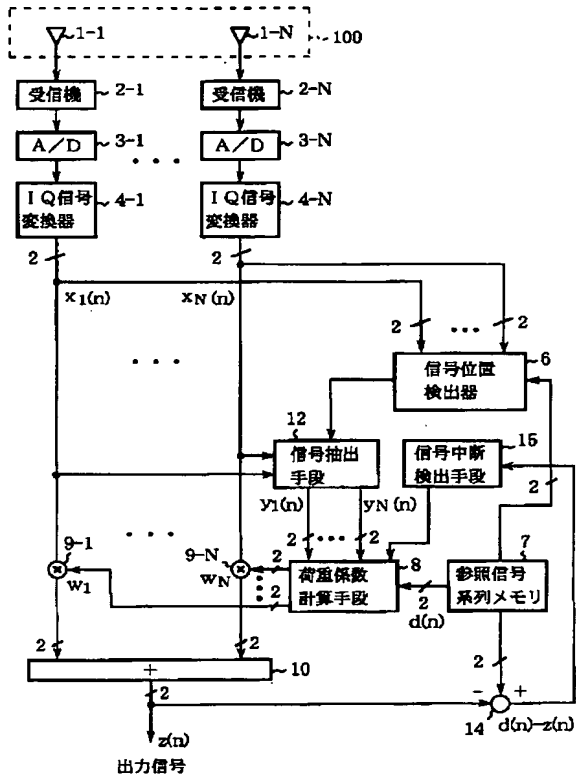 1-1
1-N
100
受信機
2-1
受信機
2-N
A/D
3-1
A/D
3-N
IQ信号
変換器
4-1
IQ信号
変換器
4-N
2
2
x1(n)
xN(n)
2
2
信号位置
検出器
6
12
信号抽出
手段
信号中断
検出手段
15
2
y1(n)
yN(n)
2
2
7
9-1
w1
9-N
wN
2
2
荷重係数
計算手段
8
2
d(n)
参照信号
系列メモリ
2
2
2
+
10
2
-
+
14
d(n)-z(n)
z(n)
出力信号